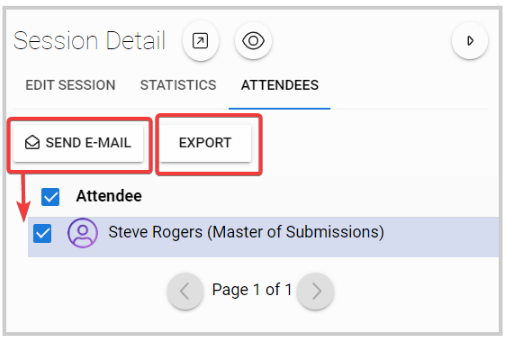 Session Detail
EDIT SESSION STATISTICS ATTENDEES
SEND E-MAIL EXPORT
Attendee
Steve Rogers (Master of Submissions)
Page 1 of 1